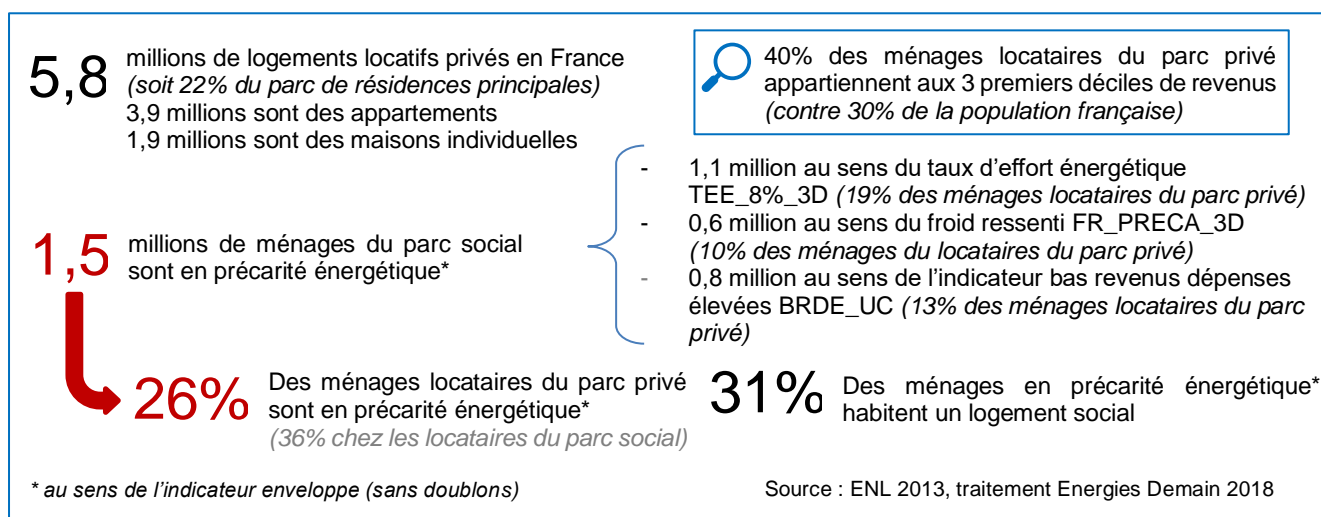 5,8
millions de logements locatifs privés en France
(soit 22% du parc de résidences principales)
3,9 millions sont des appartements
1,9 millions sont des maisons individuelles
40% des ménages locataires du parc privé
appartiennent aux 3 premiers déciles de revenus
(contre 30% de la population française)
1,5
millions de ménages du parc social
sont en précarité énergétique*
- 1,1 million au sens du taux d'effort énergétique
TEE_8%_3D (19% des ménages locataires du parc privé)
- 0,6 million au sens du froid ressenti FR_PRECA_3D
(10% des ménages du locataires du parc privé)
- 0,8 million au sens de l'indicateur bas revenus dépenses
élevées BRDE_UC (13% des ménages locataires du parc
privé)
26%
Des ménages locataires du parc privé
sont en précarité énergétique*
(36% chez les locataires du parc social)
31%
Des ménages en précarité énergétique*
habitent un logement social
* au sens de l'indicateur enveloppe (sans doublons)
Source : ENL 2013, traitement Energies Demain 2018